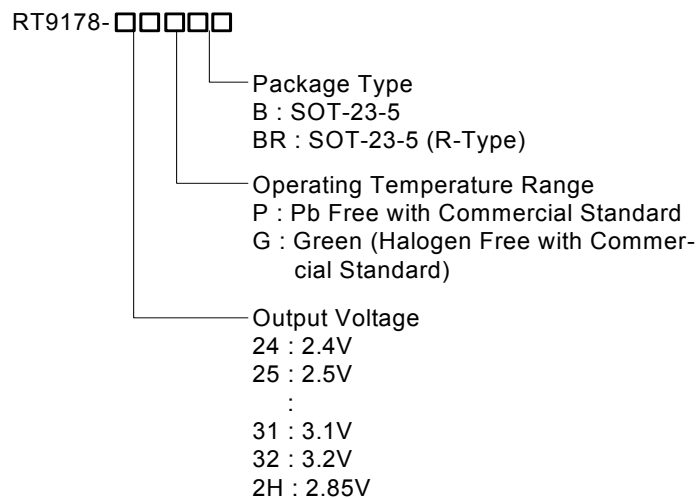 RT9178-
Package Type
B : SOT-23-5
BR : SOT-23-5 (R-Type)
Operating Temperature Range
P : Pb Free with Commercial Standard
G : Green (Halogen Free with Commer-
cial Standard)
Output Voltage
24 : 2.4V
25 : 2.5V
:
31 : 3.1V
32 : 3.2V
2H : 2.85V